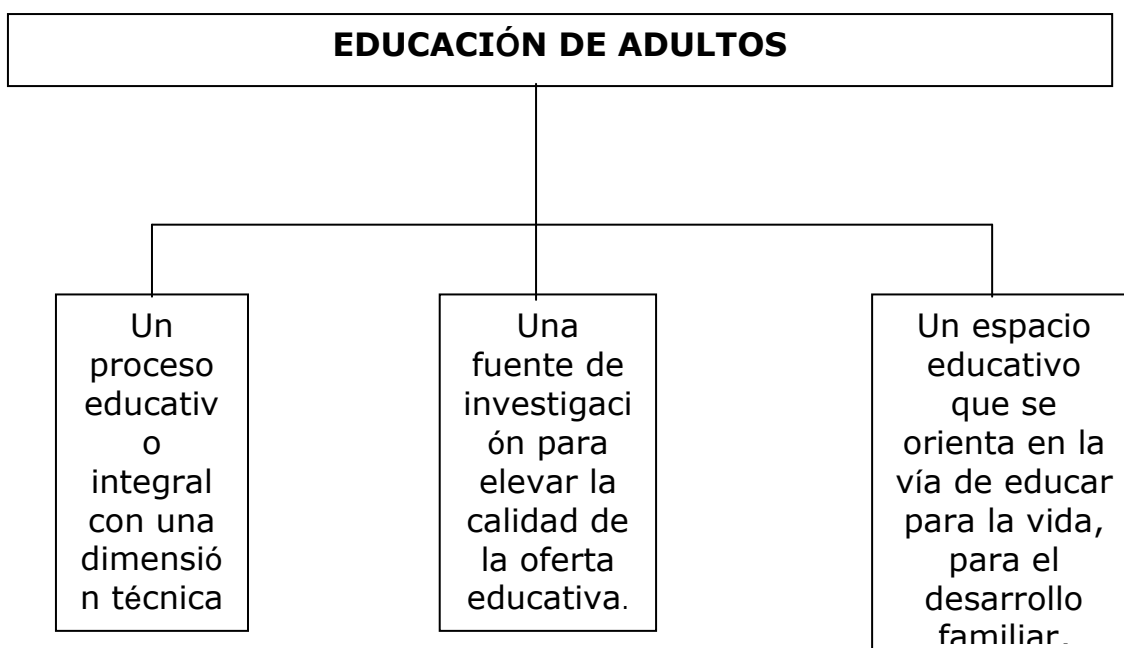 EDUCACIÓN DE ADULTOS
Un
proceso
educativ
o
integral
con una
dimensió
n técnica
Una
fuente de
investigaci
ón para
elevar la
calidad de
la oferta
educativa.
Un espacio
educativo
que se
orienta en la
vía de educar
para la vida,
para el
desarrollo
familiar.